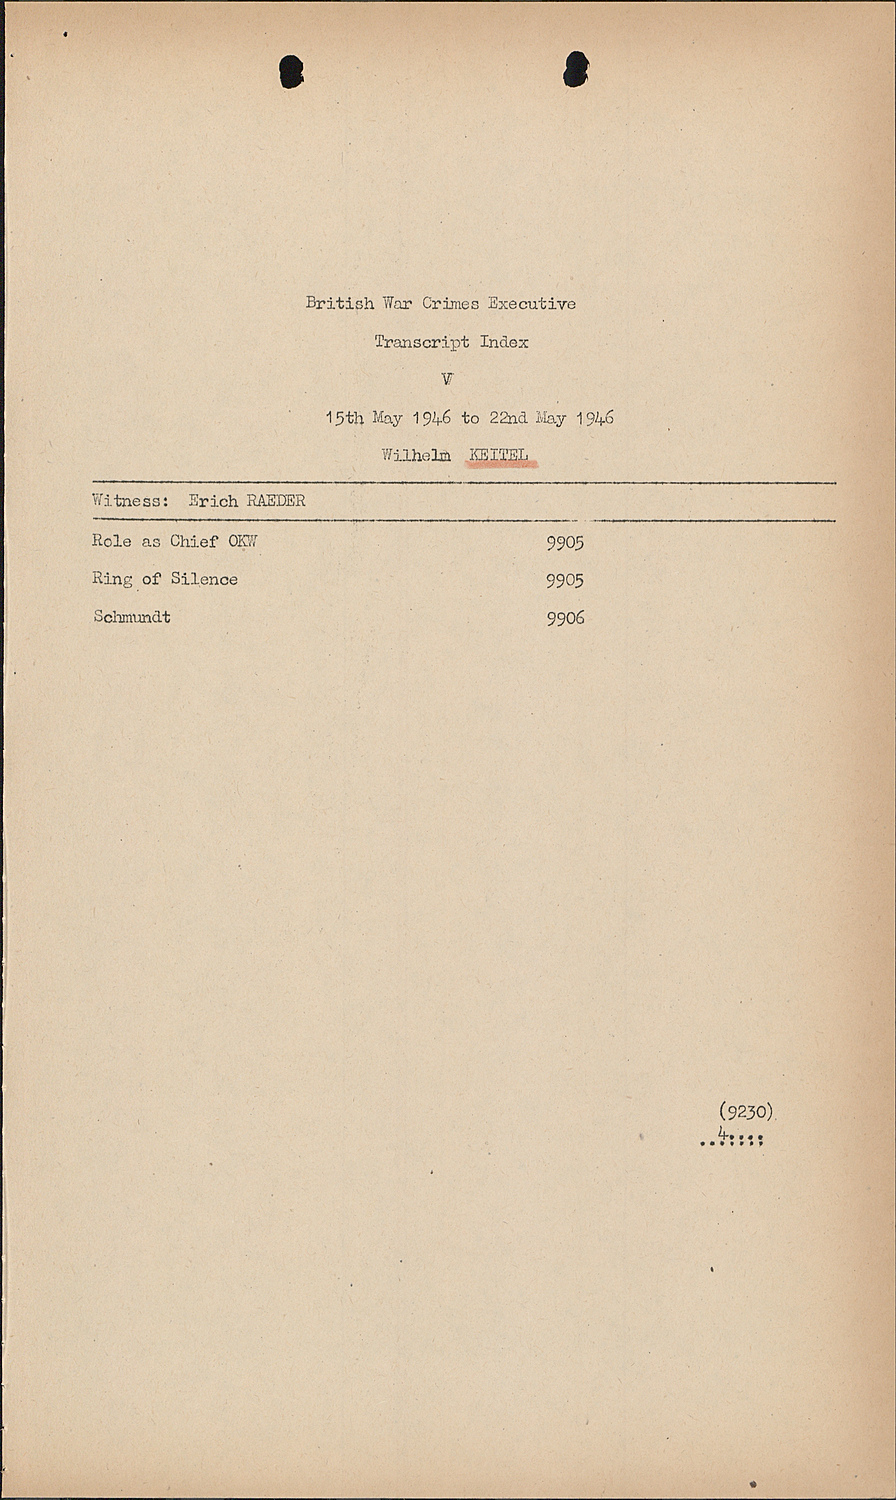 British War Crimes Executive
Transcript Index
V
15th May 1946 to 22nd May 1946
Wilhelm KEITEL
Witness: Erich RAEDER
Role as Chief OKW 9905
Ring of Silence 9905
Schmundt 9906
(9230)
4